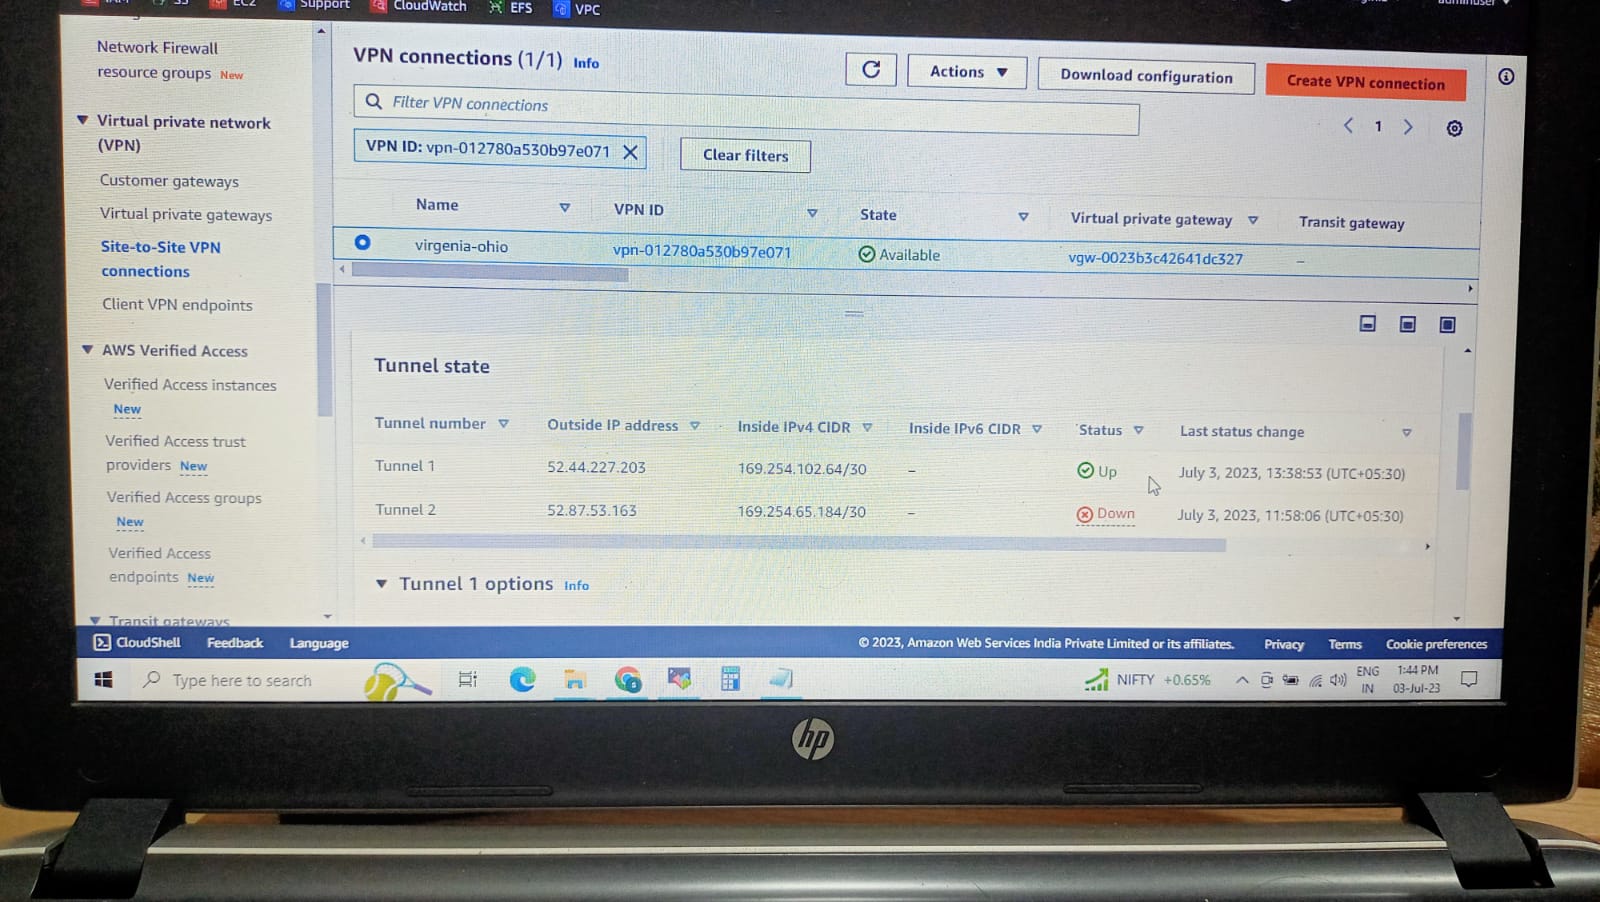 EC2
Support
CloudWatch
EFS
VPC
Network Firewall
resource groups New
Virtual private network
(VPN)
Customer gateways
Virtual private gateways
Site-to-Site VPN
connections
Client VPN endpoints
AWS Verified Access
Verified Access instances
New
Verified Access trust
providers New
Verified Access groups
New
Verified Access
endpoints New
Transit gateways
VPN connections (1/1) Info
Actions
Download configuration
Create VPN connection
Filter VPN connections
1
VPN ID: vpn-012780a530b97e071
Clear filters
Name VPN ID State Virtual private gateway Transit gateway
virgenia-ohio vpn-012780a530b97e071 Available vgw-0023b3c42641dc327 –
Tunnel state
Tunnel number Outside IP address Inside IPv4 CIDR Inside IPv6 CIDR Status Last status change
Tunnel 1 52.44.227.203 169.254.102.64/30 – Up July 3, 2023, 13:38:53 (UTC+05:30)
Tunnel 2 52.87.53.163 169.254.65.184/30 – Down July 3, 2023, 11:58:06 (UTC+05:30)
Tunnel 1 options Info
CloudShell Feedback Language © 2023, Amazon Web Services India Private Limited or its affiliates. Privacy Terms Cookie preferences
Type here to search
NIFTY +0.65%
ENG
IN
1:44 PM
03-Jul-23
hp